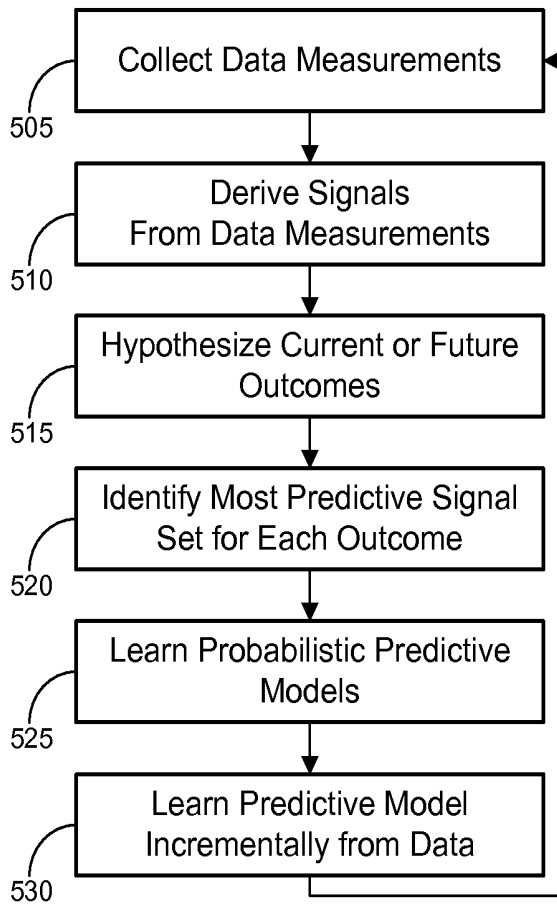 Collect Data Measurements
505
Derive Signals
From Data Measurements
510
Hypothesize Current or Future
Outcomes
515
Identify Most Predictive Signal
Set for Each Outcome
520
Learn Probabilistic Predictive
Models
525
Learn Predictive Model
Incrementally from Data
530